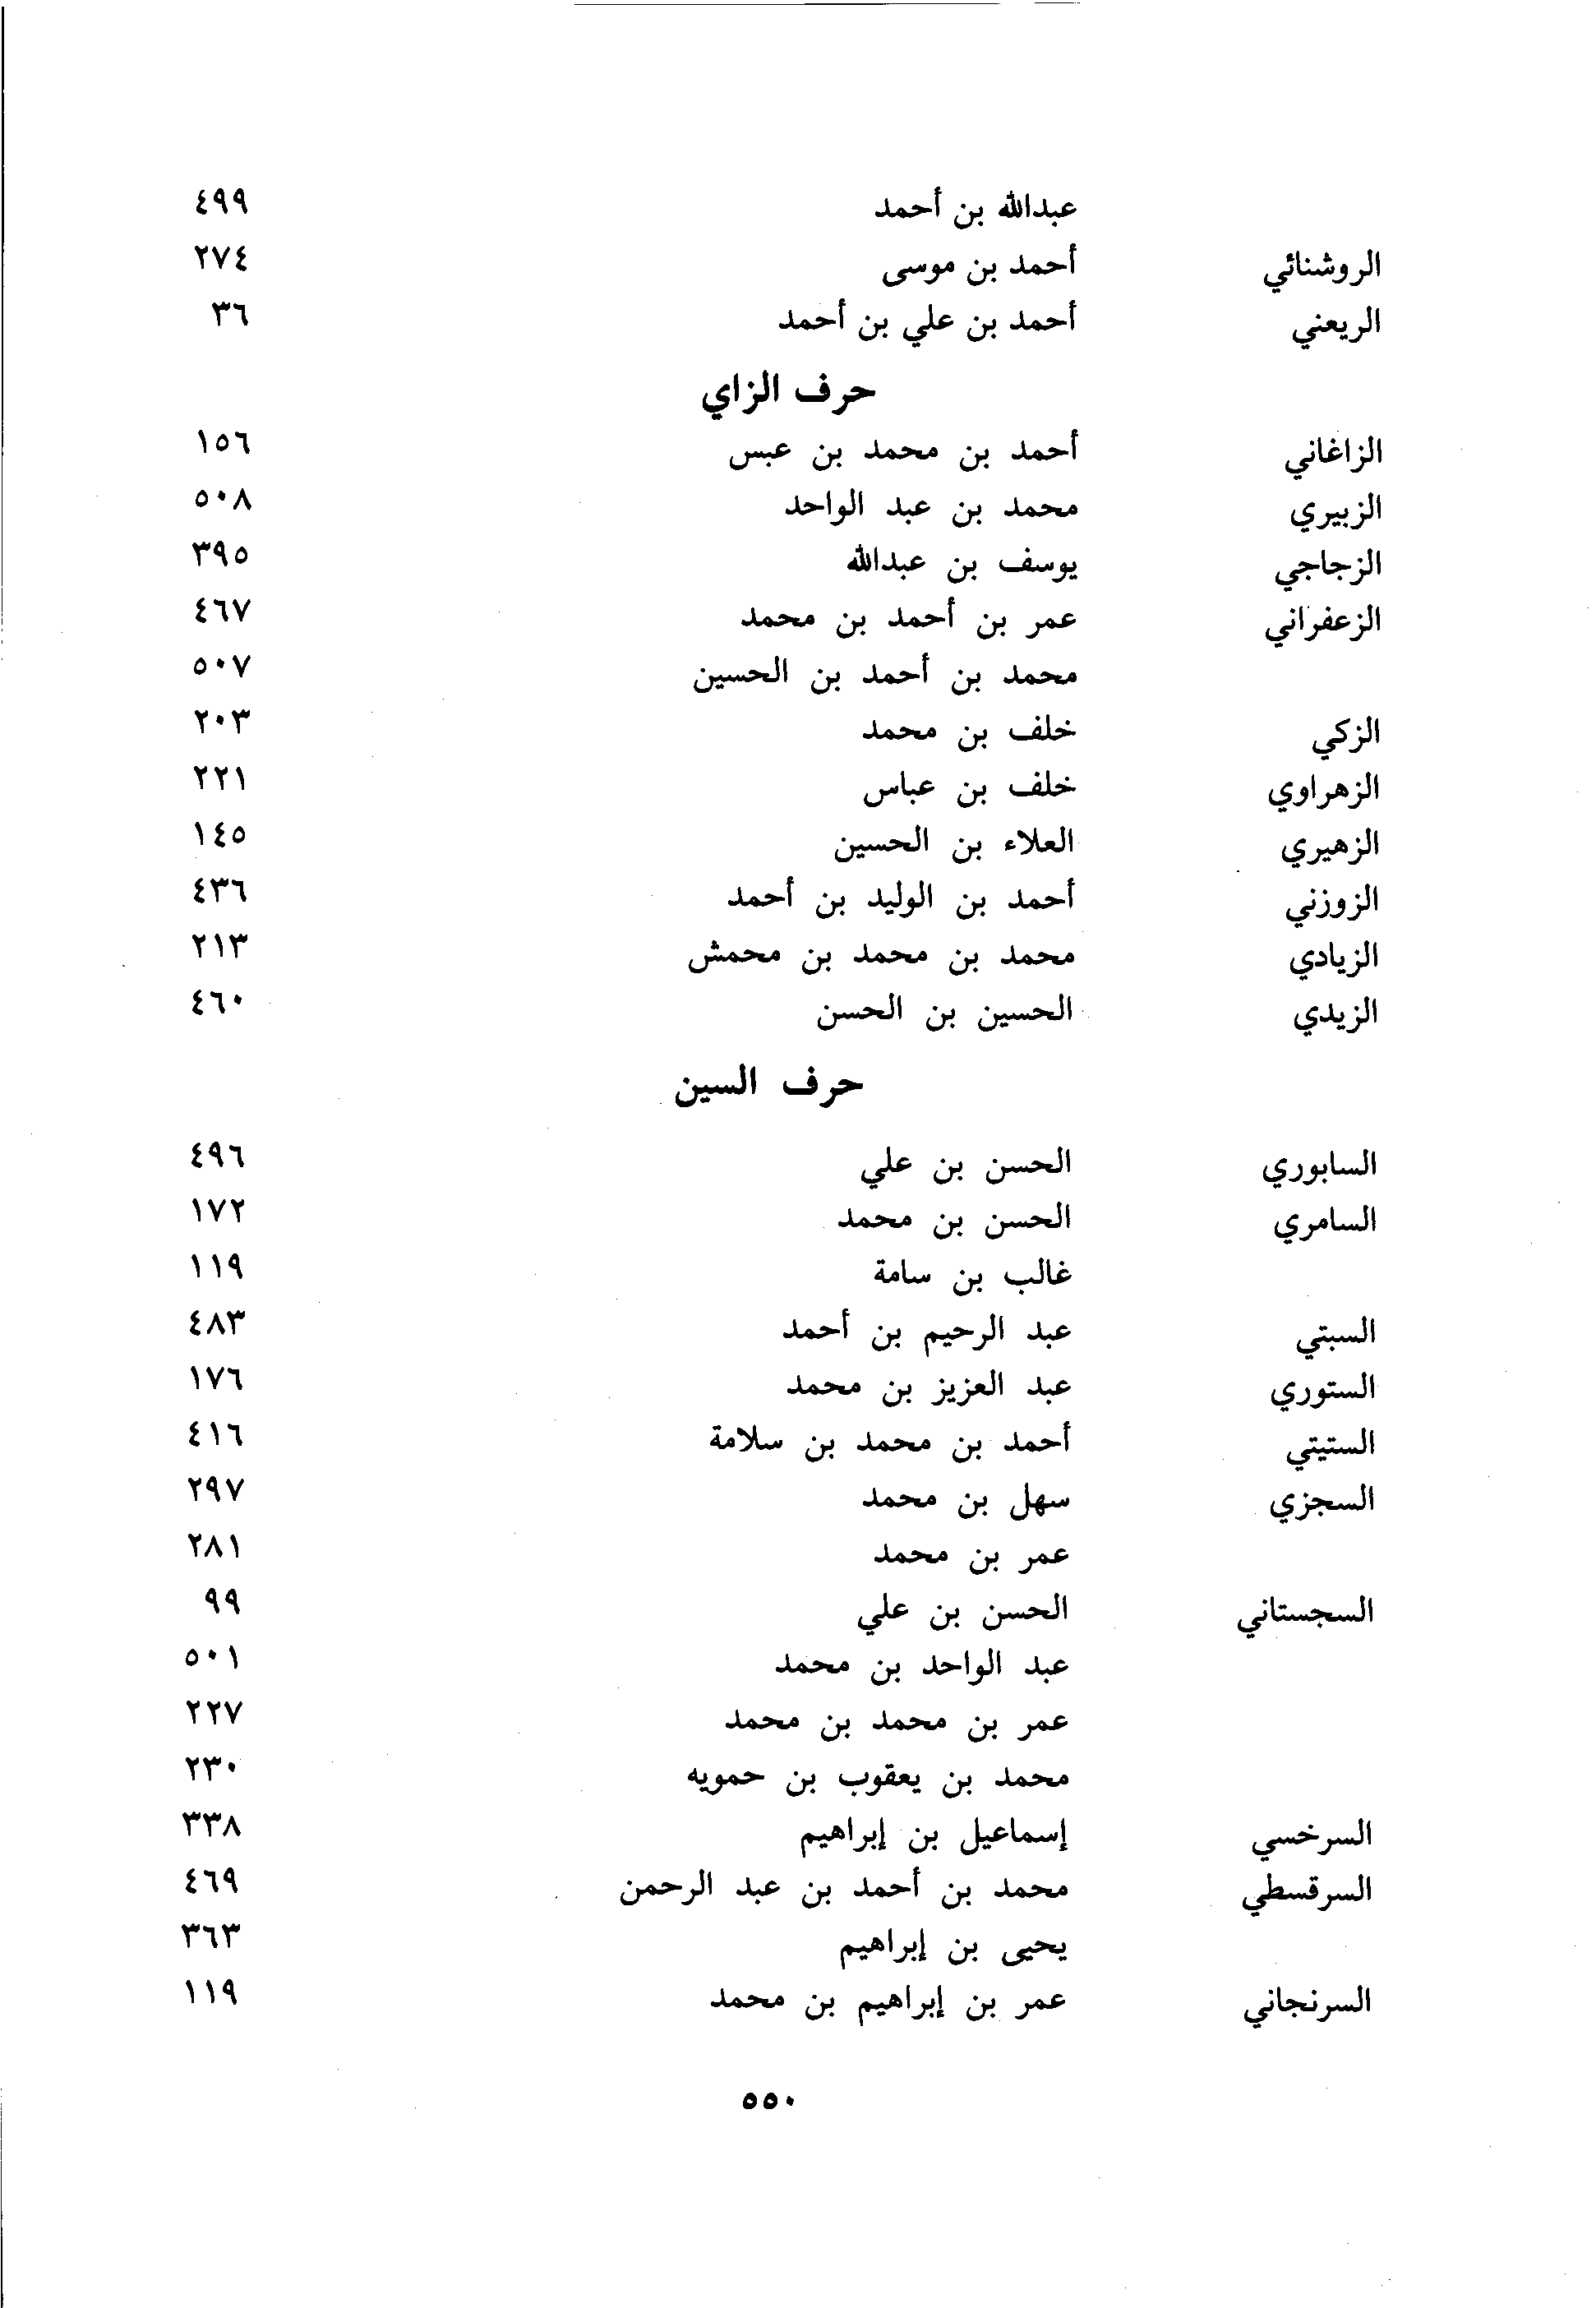 عبدالله بن أحمد ٤٩٩
الروشنائي أحمد بن موسى ٢٧٤
الريعني أحمد بن علي بن أحمد ٣٦
حرف الزاي
الزاغاني أحمد بن محمد بن عبس ١٥٦
الزبيري محمد بن عبد الواحد ٥٠٨
الزجاجي يوسف بن عبدالله ٣٩٥
الزعفراني عمر بن أحمد بن محمد ٤٦٧
محمد بن أحمد بن الحسين ٥٠٧
الزكي خلف بن محمد ٢٠٣
الزهراوي خلف بن عباس ٢٢١
الزهيري العلاء بن الحسين ١٤٥
الزوزني أحمد بن الوليد بن أحمد ٤٣٦
الزيادي محمد بن محمد بن محمش ٢١٣
الزيدي الحسين بن الحسن ٤٦٠
حرف السين
السابوري الحسن بن علي ٤٩٦
السامري الحسن بن محمد ١٧٢
غالب بن سامة ١١٩
السبتي عبد الرحيم بن أحمد ٤٨٣
الستوري عبد العزيز بن محمد ١٧٦
الستيتي أحمد بن محمد بن سلامة ٤١٦
السجزي سهل بن محمد ٢٩٧
عمر بن محمد ٢٨١
السجستاني الحسن بن علي ٩٩
عبد الواحد بن محمد ٥٠١
عمر بن محمد بن محمد ٢٢٧
محمد بن يعقوب بن حمويه ٢٣٠
السرخسي إسماعيل بن إبراهيم ٣٣٨
السرقسطي محمد بن أحمد بن عبد الرحمن ٤٦٩
يحيى بن إبراهيم ٣٦٣
السرنجاني عمر بن إبراهيم بن محمد ١١٩
٥٥٠